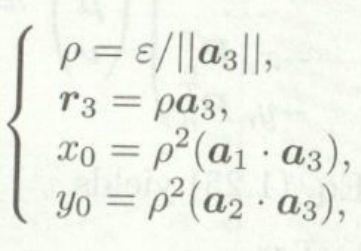 ρ = ε/||a₃||,
r₃ = ρa₃,
x₀ = ρ²(a₁ · a₃),
y₀ = ρ²(a₂ · a₃),